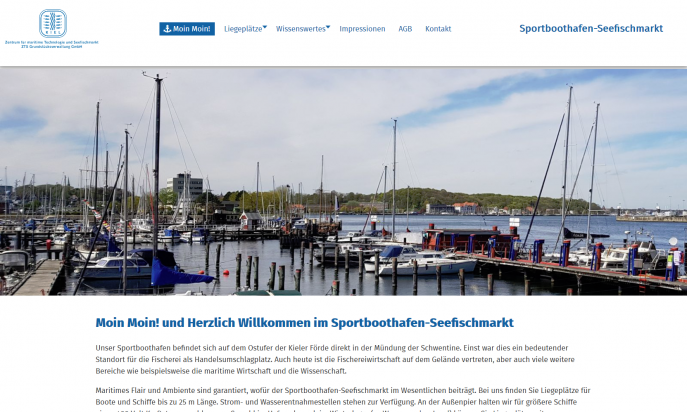 KIEL
Zentrum für maritime Technologie und Seefischmarkt
ZTS Grundstücksverwaltung GmbH
Moin Moin! Liegeplätze Wissenswertes Impressionen AGB Kontakt
Sportboothafen-Seefischmarkt
Moin Moin! und Herzlich Willkommen im Sportboothafen-Seefischmarkt
Unser Sportboothafen befindet sich auf dem Ostufer der Kieler Förde direkt in der Mündung der Schwentine. Einst war dies ein bedeutender
Standort für die Fischerei als Handelsumschlagplatz. Auch heute ist die Fischereiwirtschaft auf dem Gelände vertreten, aber auch viele weitere
Bereiche wie beispielsweise die maritime Wirtschaft und die Wissenschaft.
Maritimes Flair und Ambiente sind garantiert, wofür der Sportboothafen-Seefischmarkt im Wesentlichen beiträgt. Bei uns finden Sie Liegeplätze für
Boote und Schiffe bis zu 25 m Länge. Strom- und Wasserentnahmestellen stehen zur Verfügung. An der Außenpier halten wir für größere Schiffe